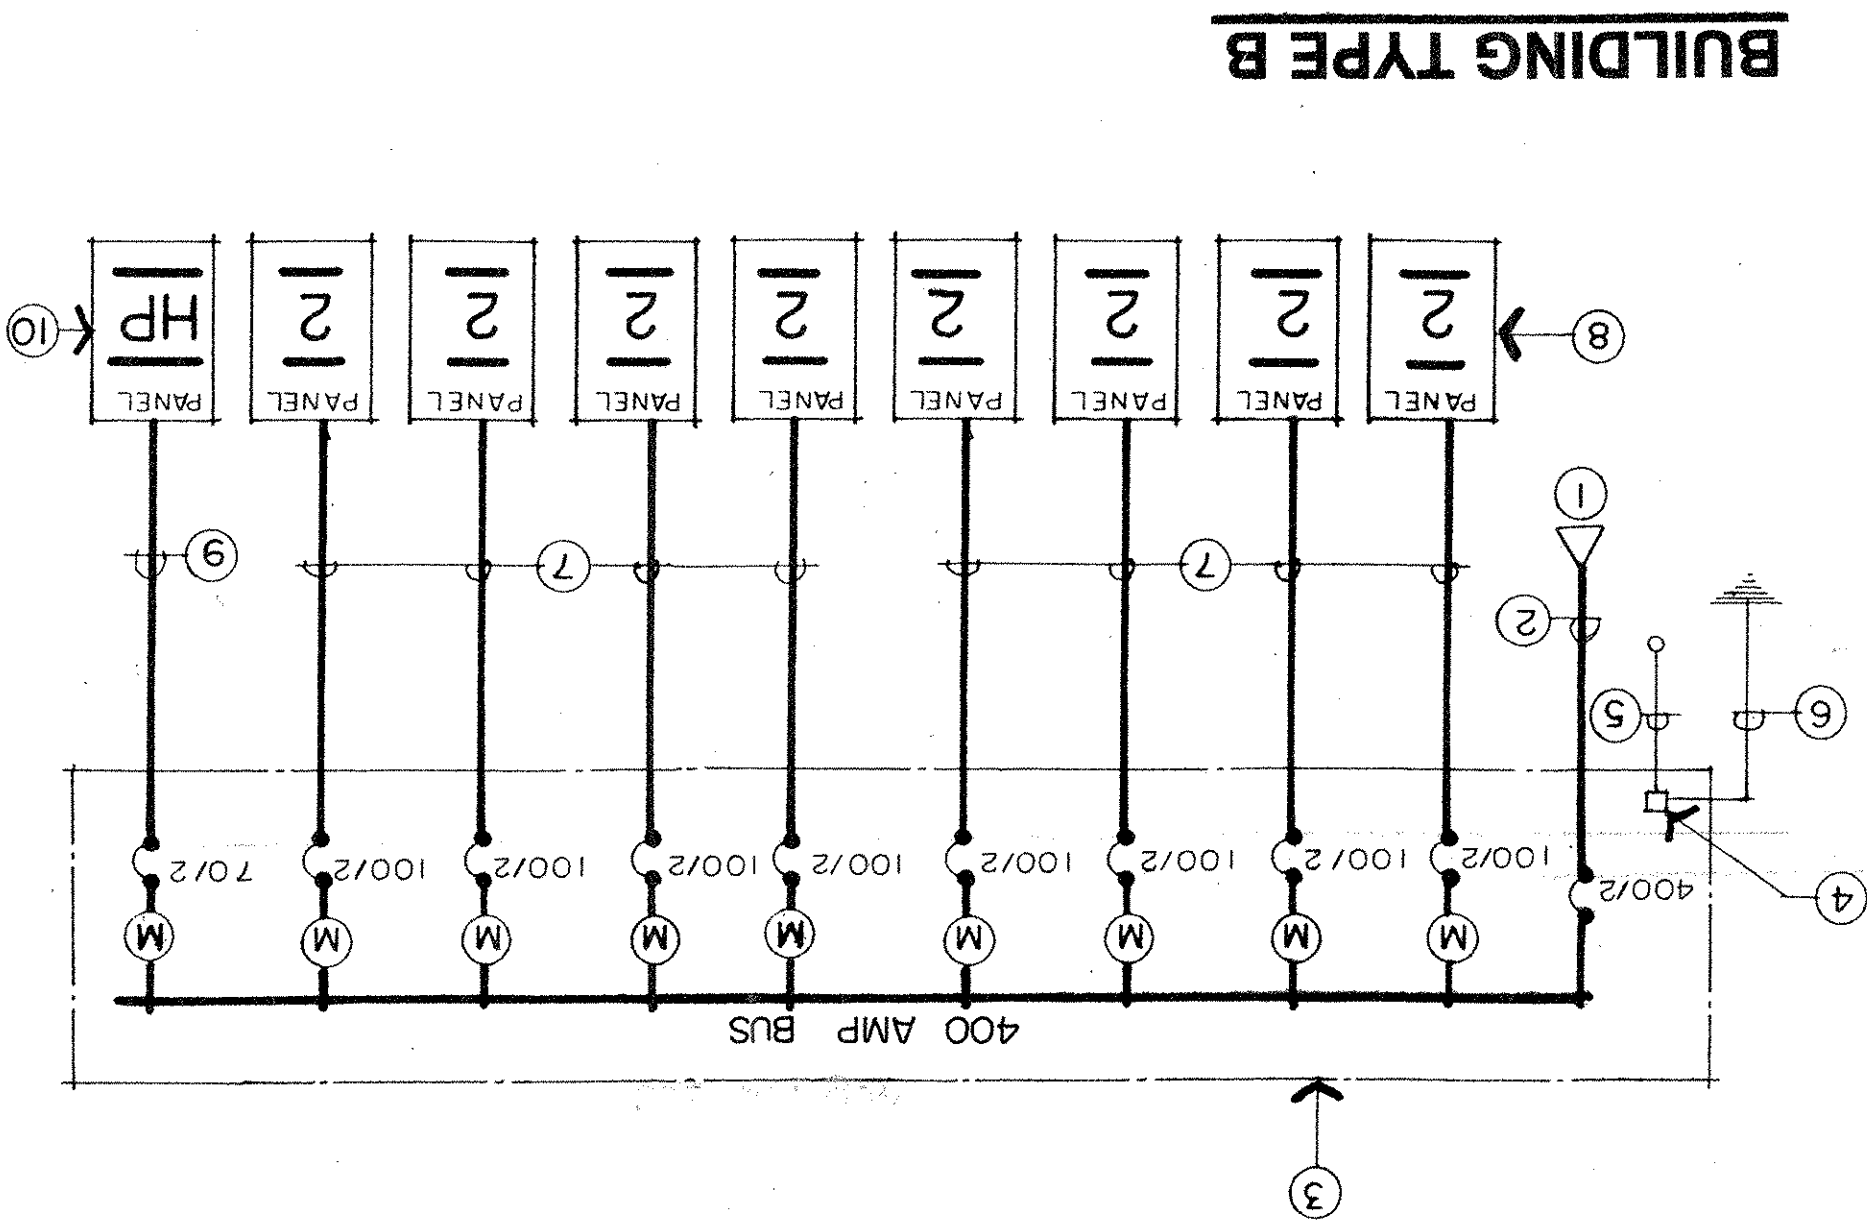 3
400 AMP BUS
M M M M M M M M M
4 400/2 100/2 100/2 100/2 100/2 100/2 100/2 100/2 100/2 70/2
6 5
2
7 7 9
1
PANEL PANEL PANEL PANEL PANEL PANEL PANEL PANEL PANEL
8 2 2 2 2 2 2 2 2 HP 10
BUILDING TYPE B